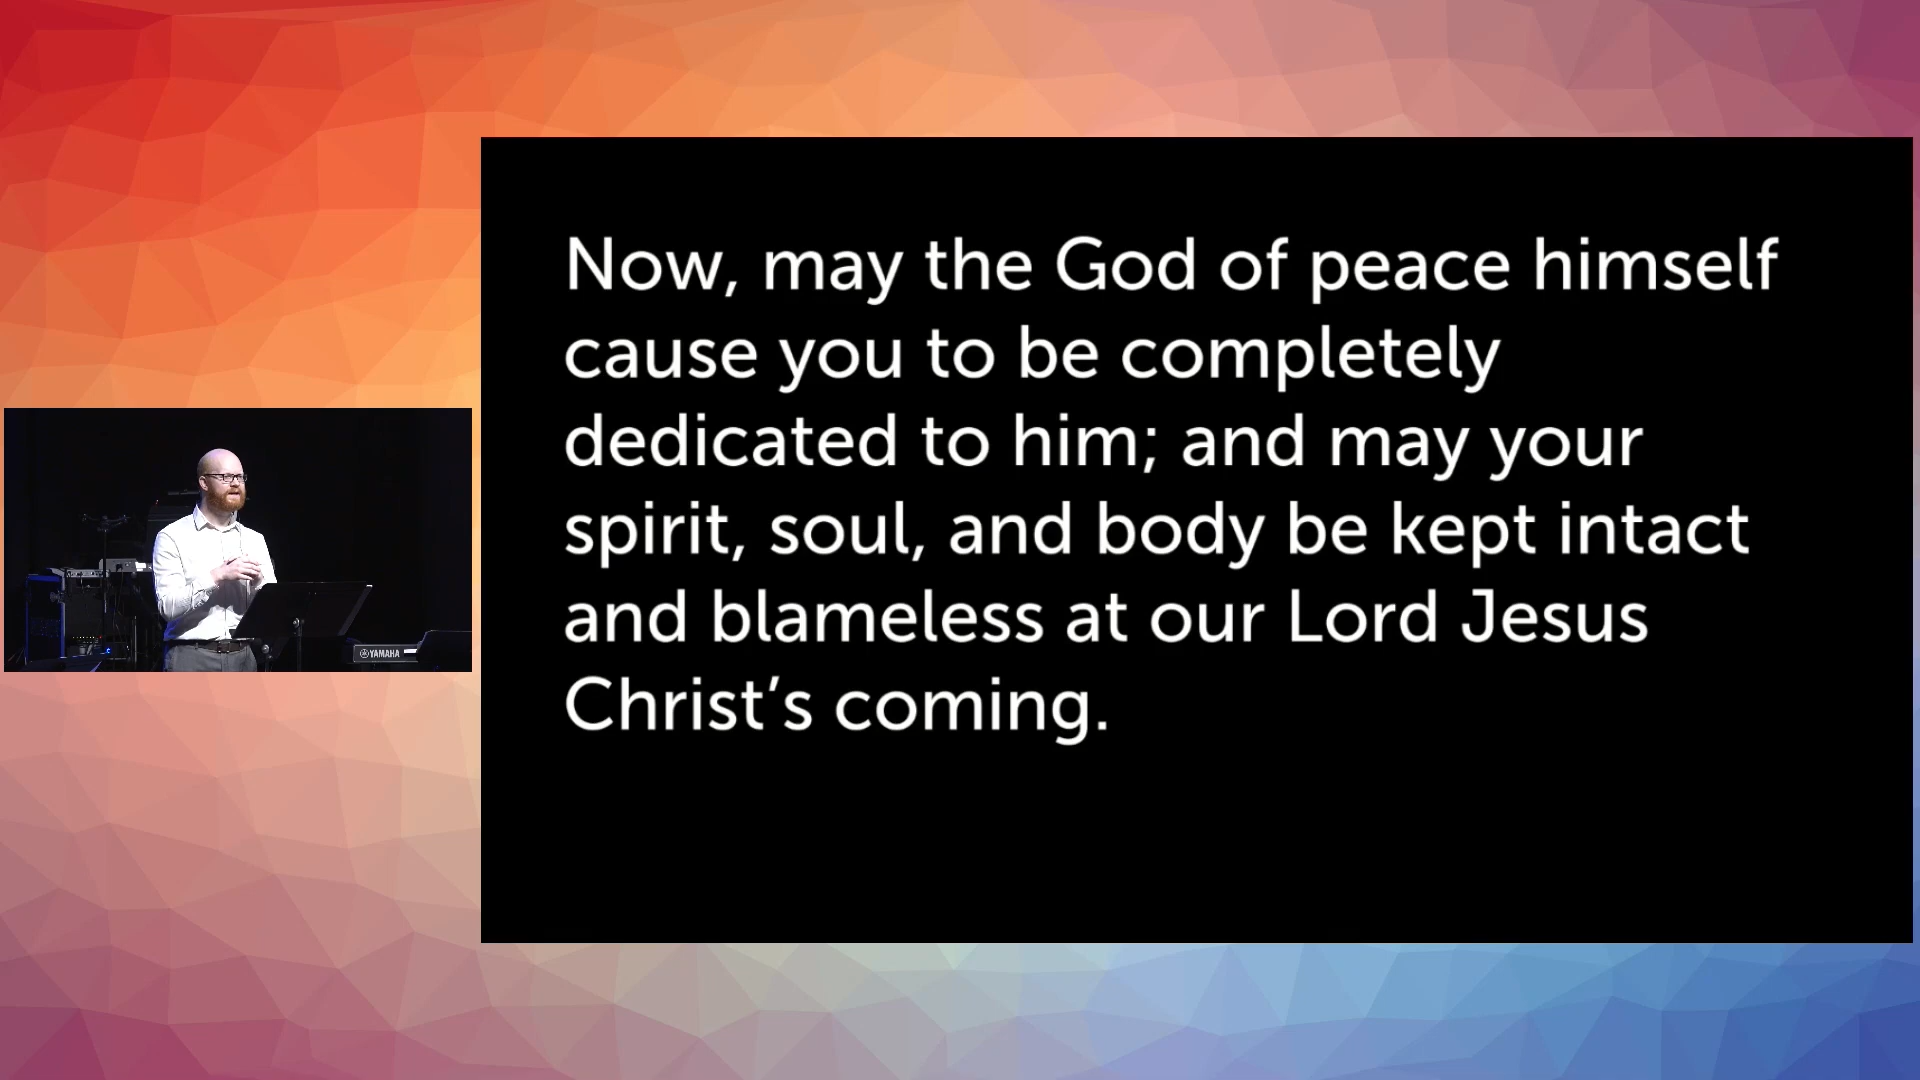 Now, may the God of peace himself
cause you to be completely
dedicated to him; and may your
spirit, soul, and body be kept intact
and blameless at our Lord Jesus
Christ’s coming.
YAMAHA